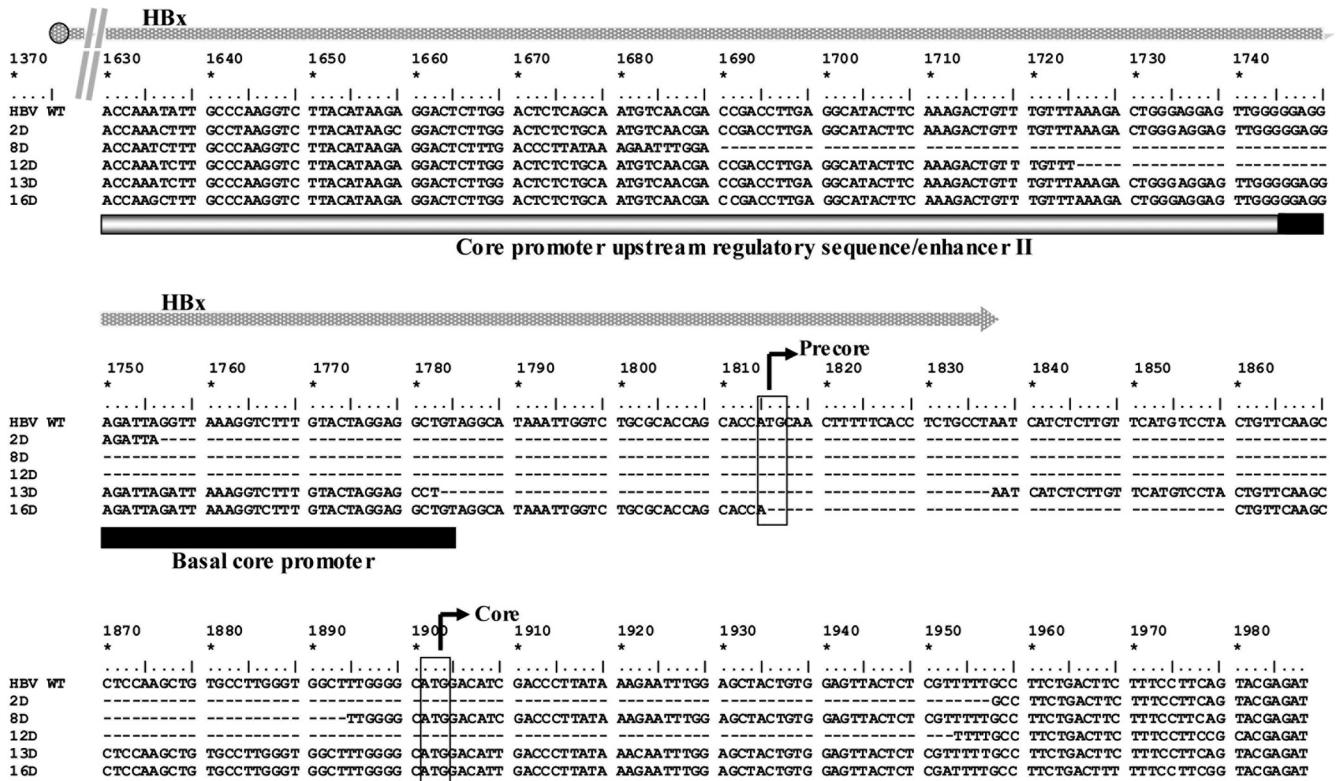 HBx
1370 1630 1640 1650 1660 1670 1680 1690 1700 1710 1720 1730 1740
* * * * * * * * * * * * *
HBV WT ACCAAATATT GCCCAAGGTC TTACATAAGA GGACTCTTGG ACTCTCAGCA ATGTCAACGA CCGACCTTGA GGCATACTTC AAAGACTGTT TGTTTAAAGA CTGGGAGGAG TTGGGGGAGG
2D ACCAAACTTT GCCTAAGGTC TTACATAAGC GGACTCTTGG ACTCTCTGCA ATGTCAACGA CCGACCTTGA GGCATACTTC AAAGACTGTT TGTTTAAAGA CTGGGAGGAG TTGGGGGAGG
8D ACCAATCTTT GCCCAAGGTC TTACATAAGA GGACTCTTTG ACCCTTATAA AGAATTTGGA ---------- ---------- ---------- ---------- ---------- ----------
12D ACCAAATCTT GCCCAAGGTC TTACATAAGA GGACTCTTGG ACTCTCTGCA ATGTCAACGA CCGACCTTGA GGCATACTTC AAAGACTGTT TGTTT----- ---------- ----------
13D ACCAAATCTT GCCCAAGGTC TTACATAAGA GGACTCTTGG ACTCTCTGCA ATGTCAACGA CCGACCTTGA GGCATACTTC AAAGACTGTT TGTTTAAAGA CTGGGAGGAG TTGGGGGAGG
16D ACCAAGCTTT GCCCAAGGTC TTACATAAGA GGACTCTTGG ACTCTCTGCA ATGTCAACGA CCGACCTTGA GGCATACTTC AAAGACTGTT TGTTTAAAGA CTGGGAGGAG TTGGGGGAGG
Core promoter upstream regulatory sequence/enhancer II
HBx
Precore
1750 1760 1770 1780 1790 1800 1810 1820 1830 1840 1850 1860
* * * * * * * * * * * *
HBV WT AGATTAGGTT AAAGGTCTTT GTACTAGGAG GCTGTAGGCA TAAATTGGTC TGCGCACCAG CACCATGCAA CTTTTTCACC TCTGCCTAAT CATCTCTTGT TCATGTCCTA CTGTTCAAGC
2D AGATTA---- ---------- ---------- ---------- ---------- ---------- ---------- ---------- ---------- ---------- ---------- ----------
8D ---------- ---------- ---------- ---------- ---------- ---------- ---------- ---------- ---------- ---------- ---------- ----------
12D ---------- ---------- ---------- ---------- ---------- ---------- ---------- ---------- ---------- ---------- ---------- ----------
13D AGATTAGATT AAAGGTCTTT GTACTAGGAG CCT------- ---------- ---------- ---------- ---------- -------AAT CATCTCTTGT TCATGTCCTA CTGTTCAAGC
16D AGATTAGATT AAAGGTCTTT GTACTAGGAG GCTGTAGGCA TAAATTGGTC TGCGCACCAG CACCA----- ---------- ---------- ---------- ---------- CTGTTCAAGC
Basal core promoter
Core
1870 1880 1890 1900 1910 1920 1930 1940 1950 1960 1970 1980
* * * * * * * * * * * *
HBV WT CTCCAAGCTG TGCCTTGGGT GGCTTTGGGG CATGGACATC GACCCTTATA AAGAATTTGG AGCTACTGTG GAGTTACTCT CGTTTTTGCC TTCTGACTTC TTTCCTTCAG TACGAGAT
2D ---------- ---------- ---------- ---------- ---------- ---------- ---------- ---------- -------GCC TTCTGACTTC TTTCCTTCAG TACGAGAT
8D ---------- ---------- ----TTGGGG CATGGACATC GACCCTTATA AAGAATTTGG AGCTACTGTG GAGTTACTCT CGTTTTTGCC TTCTGACTTC TTTCCTTCAG TACGAGAT
12D ---------- ---------- ---------- ---------- ---------- ---------- ---------- ---------- ---TTTTGCC TTCTGACTTC TTTCCTTCCG CACGAGAT
13D CTCCAAGCTG TGCCTTGGGT GGCTTTGGGG CATGGACATT GACCCTTATA AACAATTTGG AGCTACTGTG GAGTTACTCT CGTTTTTGCC TTCTGACTTC TTTCCTTCAG TACGAGAT
16D CTCCAAGCTG TGCCTTGGGT GGCTTTGGGG CATGGACATT GACCCTTATA AAGAATTTGG AGCTACTGTG GAGTTACTCT CGATTTTGCC TTCTGACTTT TTTCCTTCGG TACGAGAT